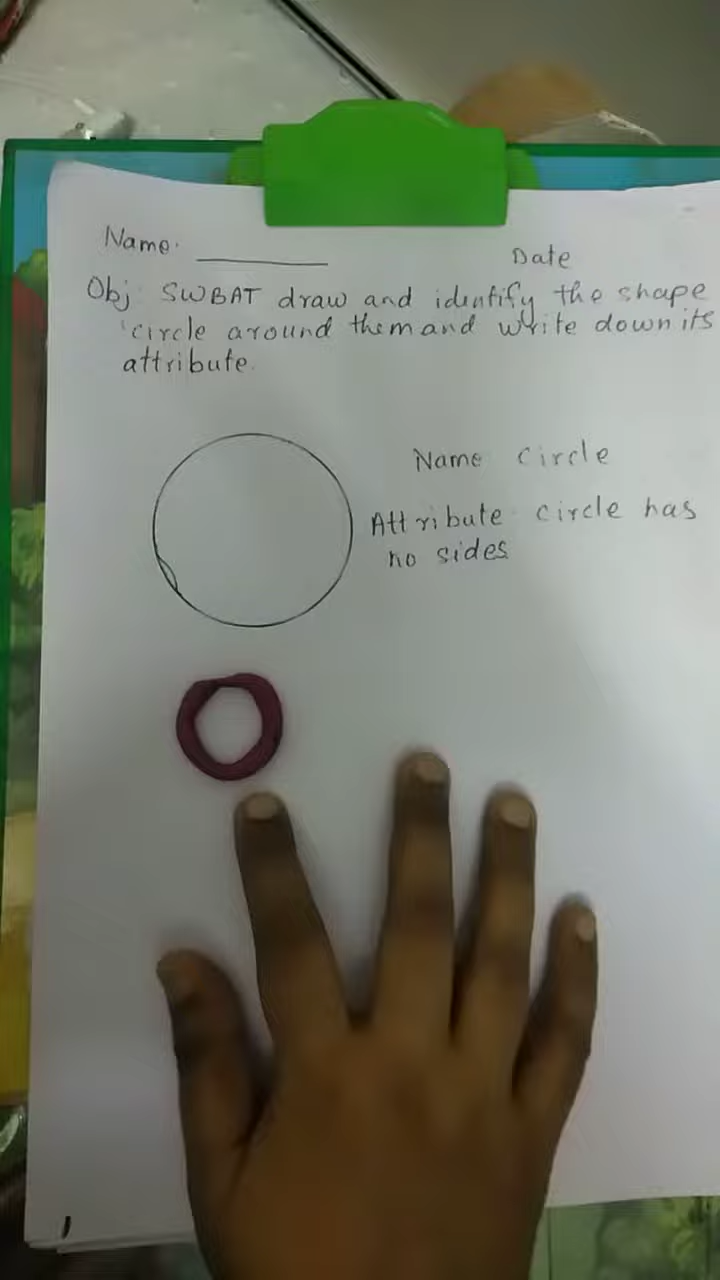 Name. ________
Date
Obj: SWBAT draw and identify the shape
'circle around them and write down its
attribute.
Name circle
Attribute circle has
no sides